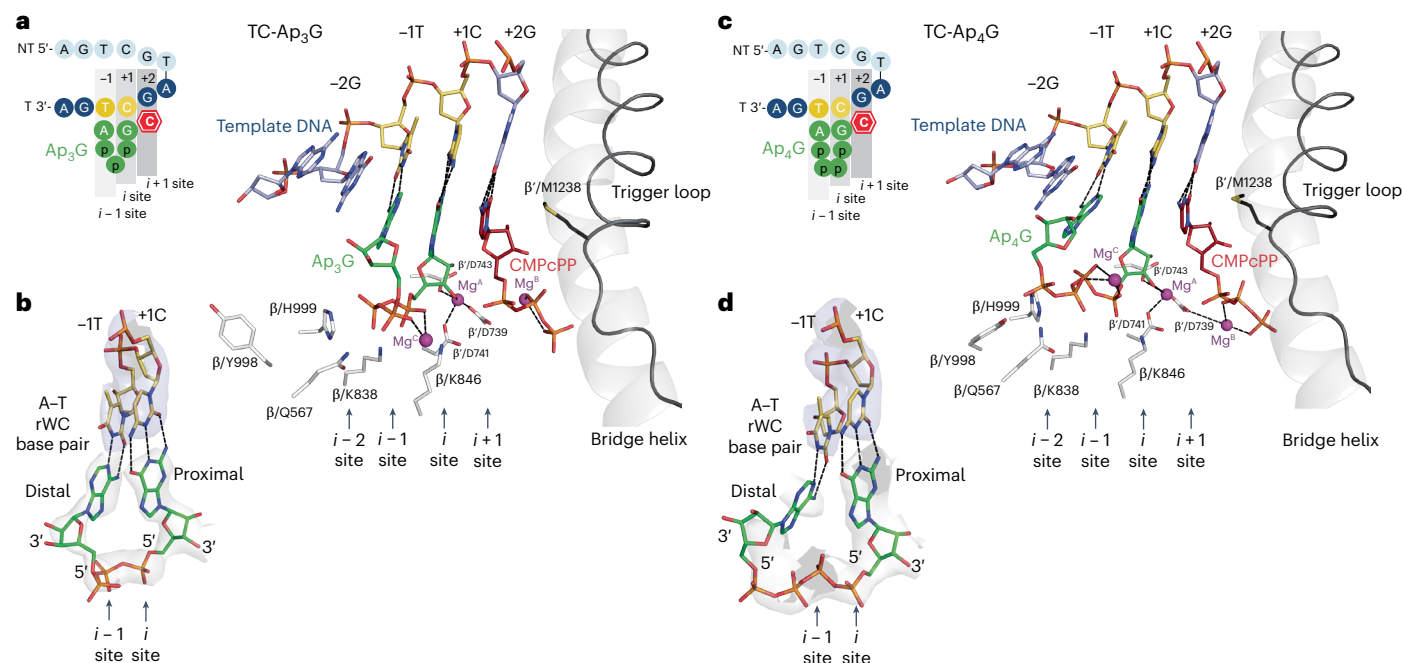 a
TC-Ap3G
NT 5'- A G T C G T
–1 +1 +2
A
G
T 3'- A G T C
C
A G
p p
p
Ap3G
i + 1 site
i site
i – 1 site
–2G
–1T
+1C
+2G
Template DNA
β′/M1238
Trigger loop
Ap3G
β′/D743
CMPcPP
MgA
MgB
β/H999
β′/D739
MgC
β′/D741
β/Y998
β/K846
β/Q567
β/K838
i – 2 site
i – 1 site
i site
i + 1 site
Bridge helix
b
–1T
+1C
A–T
rWC
base pair
Distal
Proximal
3′
5′
5′
3′
i – 1 site
i site
c
TC-Ap4G
NT 5'- A G T C G T
–1 +1 +2
A
G
T 3'- A G T C
C
A G
p p
p p
Ap4G
i + 1 site
i site
i – 1 site
–2G
–1T
+1C
+2G
Template DNA
β′/M1238
Trigger loop
Ap4G
MgC
β′/D743
CMPcPP
MgA
β/H999
β′/D741
β′/D739
MgB
β/Y998
β/K846
β/Q567
β/K838
i – 2 site
i – 1 site
i site
i + 1 site
Bridge helix
d
–1T
+1C
A–T
rWC
base pair
Distal
Proximal
3′
5′
5′
3′
i – 1 site
i site